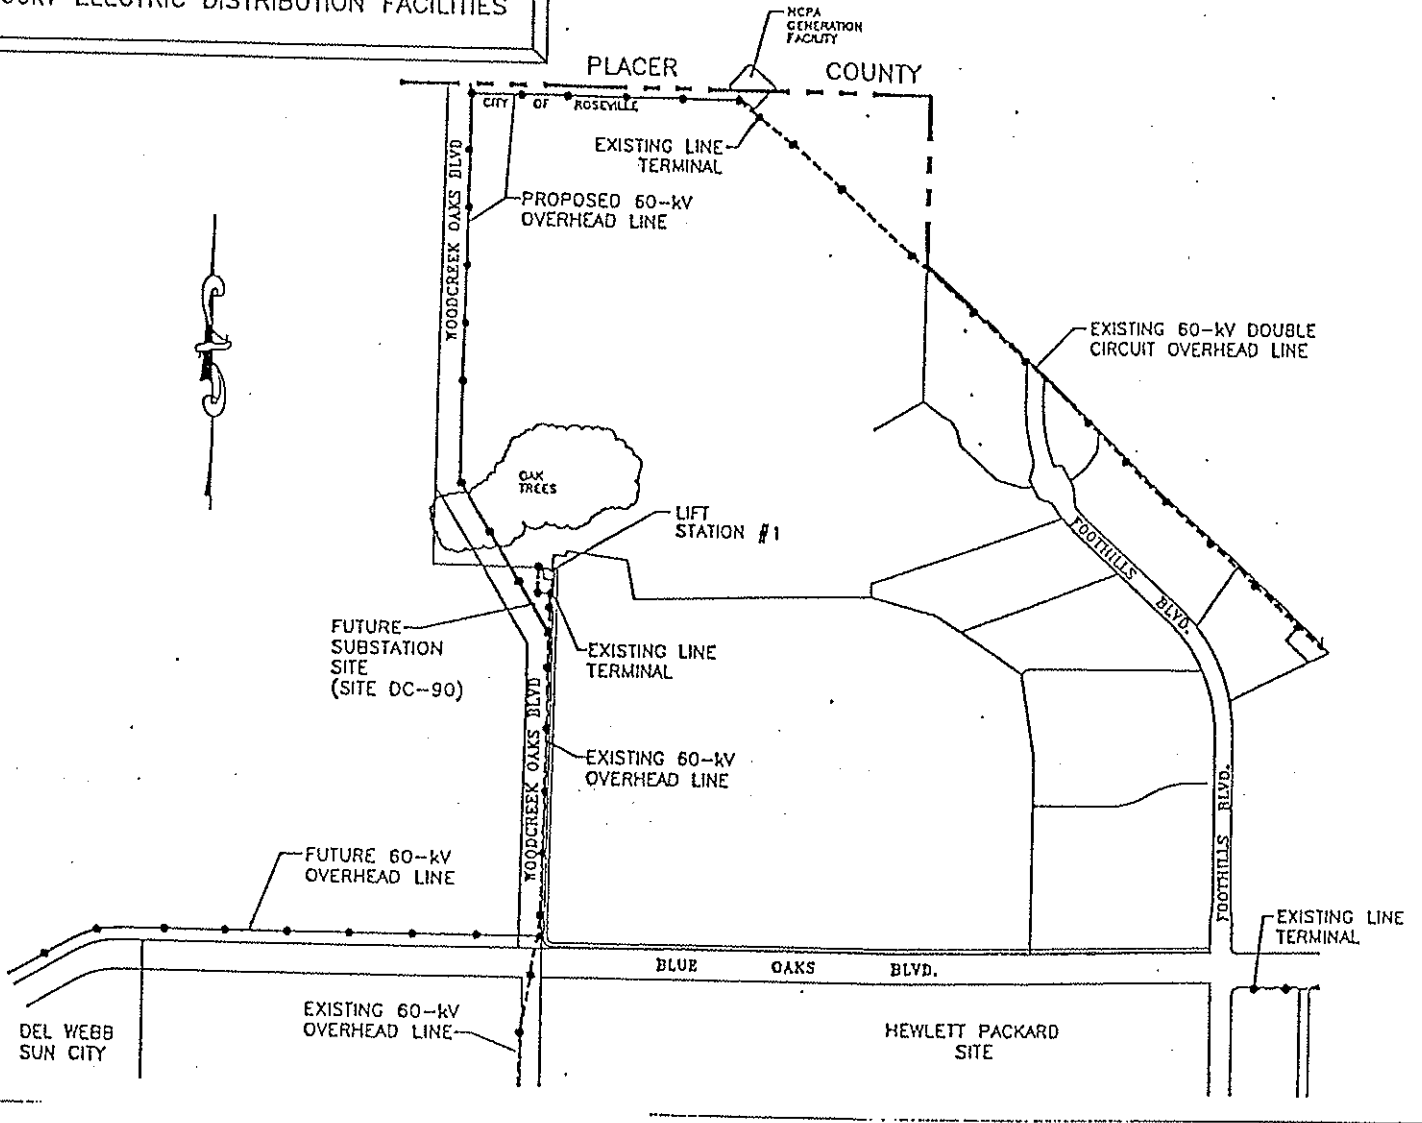 60KV ELECTRIC DISTRIBUTION FACILITIES
NCPA
GENERATION
FACILITY
PLACER COUNTY
CITY OF ROSEVILLE
EXISTING LINE
TERMINAL
WOODCREEK OAKS BLVD
PROPOSED 60-kV
OVERHEAD LINE
EXISTING 60-kV DOUBLE
CIRCUIT OVERHEAD LINE
OAK
TREES
LIFT
STATION #1
FOOTHILLS
BLVD.
FUTURE
SUBSTATION
SITE
(SITE DC-90)
EXISTING LINE
TERMINAL
WOODCREEK OAKS BLVD
EXISTING 60-kV
OVERHEAD LINE
FOOTHILLS BLVD.
FUTURE 60-kV
OVERHEAD LINE
EXISTING LINE
TERMINAL
BLUE OAKS BLVD.
EXISTING 60-kV
OVERHEAD LINE
DEL WEBB
SUN CITY
HEWLETT PACKARD
SITE